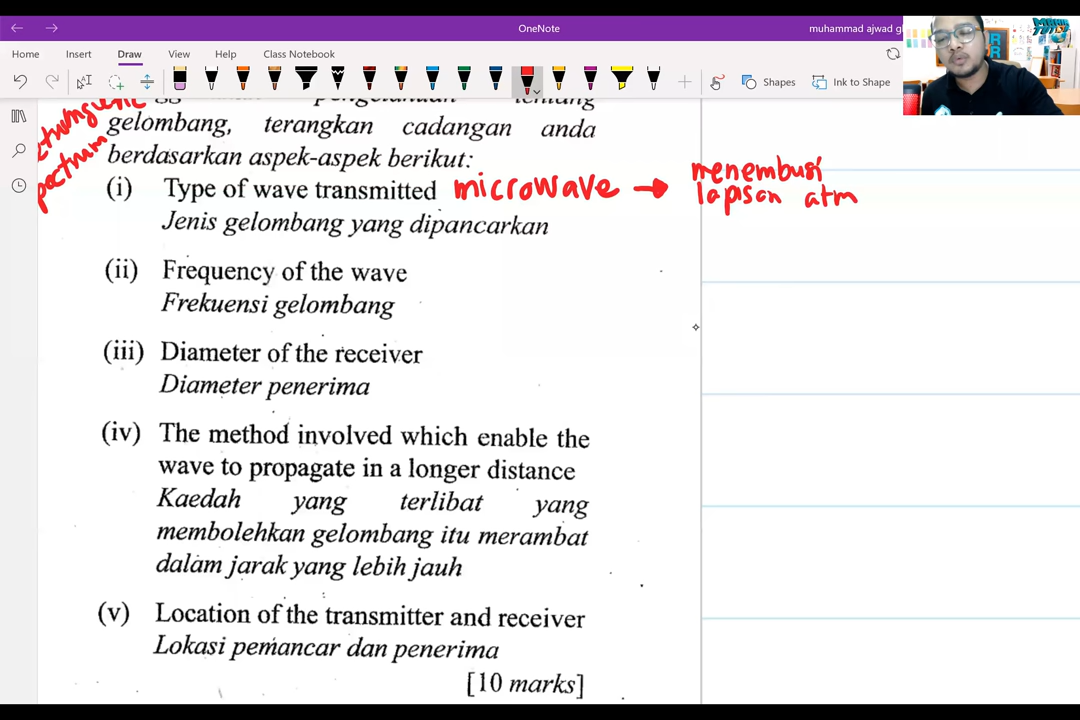 OneNote
muhammad ajwad gh
Home Insert Draw View Help Class Notebook
Shapes Ink to Share
tentang
gelombang, terangkan cadangan anda
berdasarkan aspek-aspek berikut:
(i) Type of wave transmitted microwave → menembusi
lapisan atm
Jenis gelombang yang dipancarkan
(ii) Frequency of the wave
Frekuensi gelombang
(iii) Diameter of the receiver
Diameter penerima
(iv) The method involved which enable the
wave to propagate in a longer distance
Kaedah yang terlibat yang
membolehkan gelombang itu merambat
dalam jarak yang lebih jauh
(v) Location of the transmitter and receiver
Lokasi pemancar dan penerima
[10 marks]